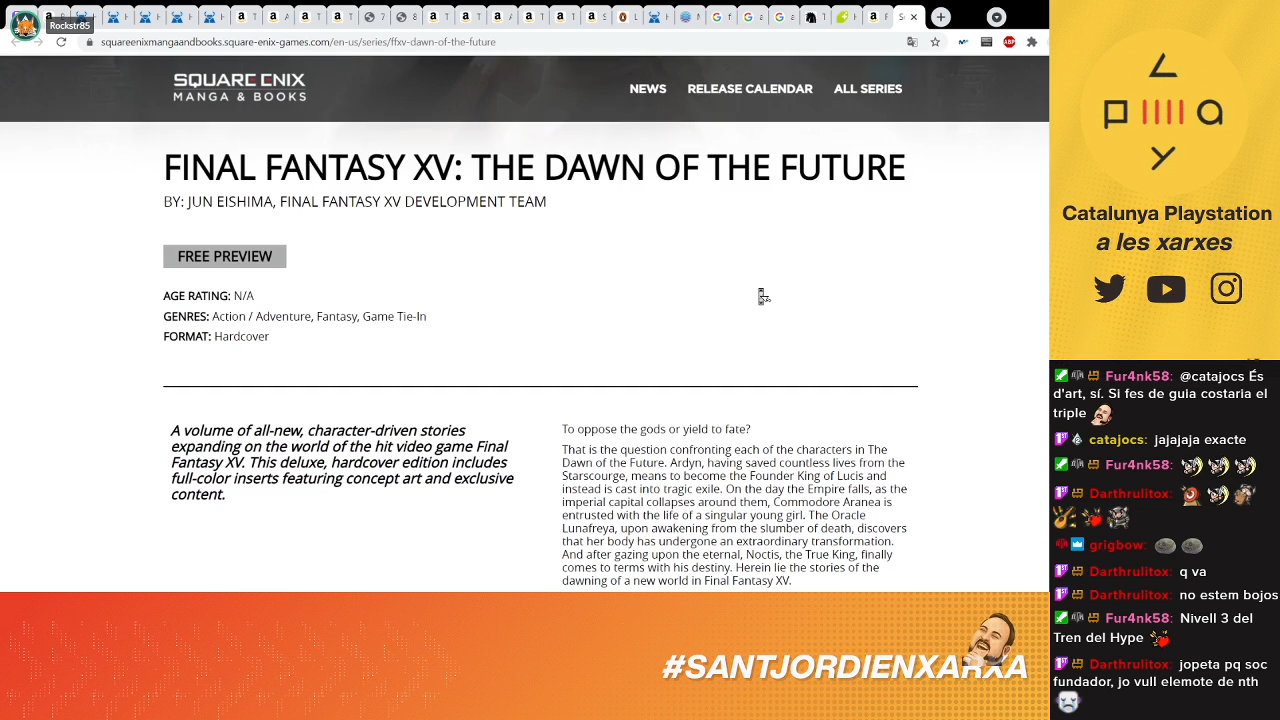 Rockstr85
squareenixmangaandbooks.square-enix-games.com/en-us/series/ffxv-dawn-of-the-future
SQUARE ENIX
MANGA & BOOKS
NEWS
RELEASE CALENDAR
ALL SERIES
FINAL FANTASY XV: THE DAWN OF THE FUTURE
BY: JUN EISHIMA, FINAL FANTASY XV DEVELOPMENT TEAM
FREE PREVIEW
AGE RATING: N/A
GENRES: Action / Adventure, Fantasy, Game Tie-In
FORMAT: Hardcover
A volume of all-new, character-driven stories
expanding on the world of the hit video game Final
Fantasy XV. This deluxe, hardcover edition includes
full-color inserts featuring concept art and exclusive
content.
To oppose the gods or yield to fate?
That is the question confronting each of the characters in The
Dawn of the Future. Ardyn, having saved countless lives from the
Starscourge, means to become the Founder King of Lucis and
instead is cast into tragic exile. On the day the Empire falls, as the
imperial capital collapses around them, Commodore Aranea is
entrusted with the life of a singular young girl. The Oracle
Lunafreya, upon awakening from the slumber of death, discovers
that her body has undergone an extraordinary transformation.
And after gazing upon the eternal, Noctis, the True King, finally
comes to terms with his destiny. Herein lie the stories of the
dawning of a new world in Final Fantasy XV.
#SANTJORDIENXARXA
Catalunya Playstation
a les xarxes
Fur4nk58: @catajocs És
d'art, sí. Si fes de guia costaria el
triple
catajocs: jajajaja exacte
Fur4nk58:
Darthrulitox:
grigbow:
Darthrulitox: q va
Darthrulitox: no estem bojos
Fur4nk58: Nivell 3 del
Tren del Hype
Darthrulitox: jopeta pq soc
fundador, jo vull elemote de nth